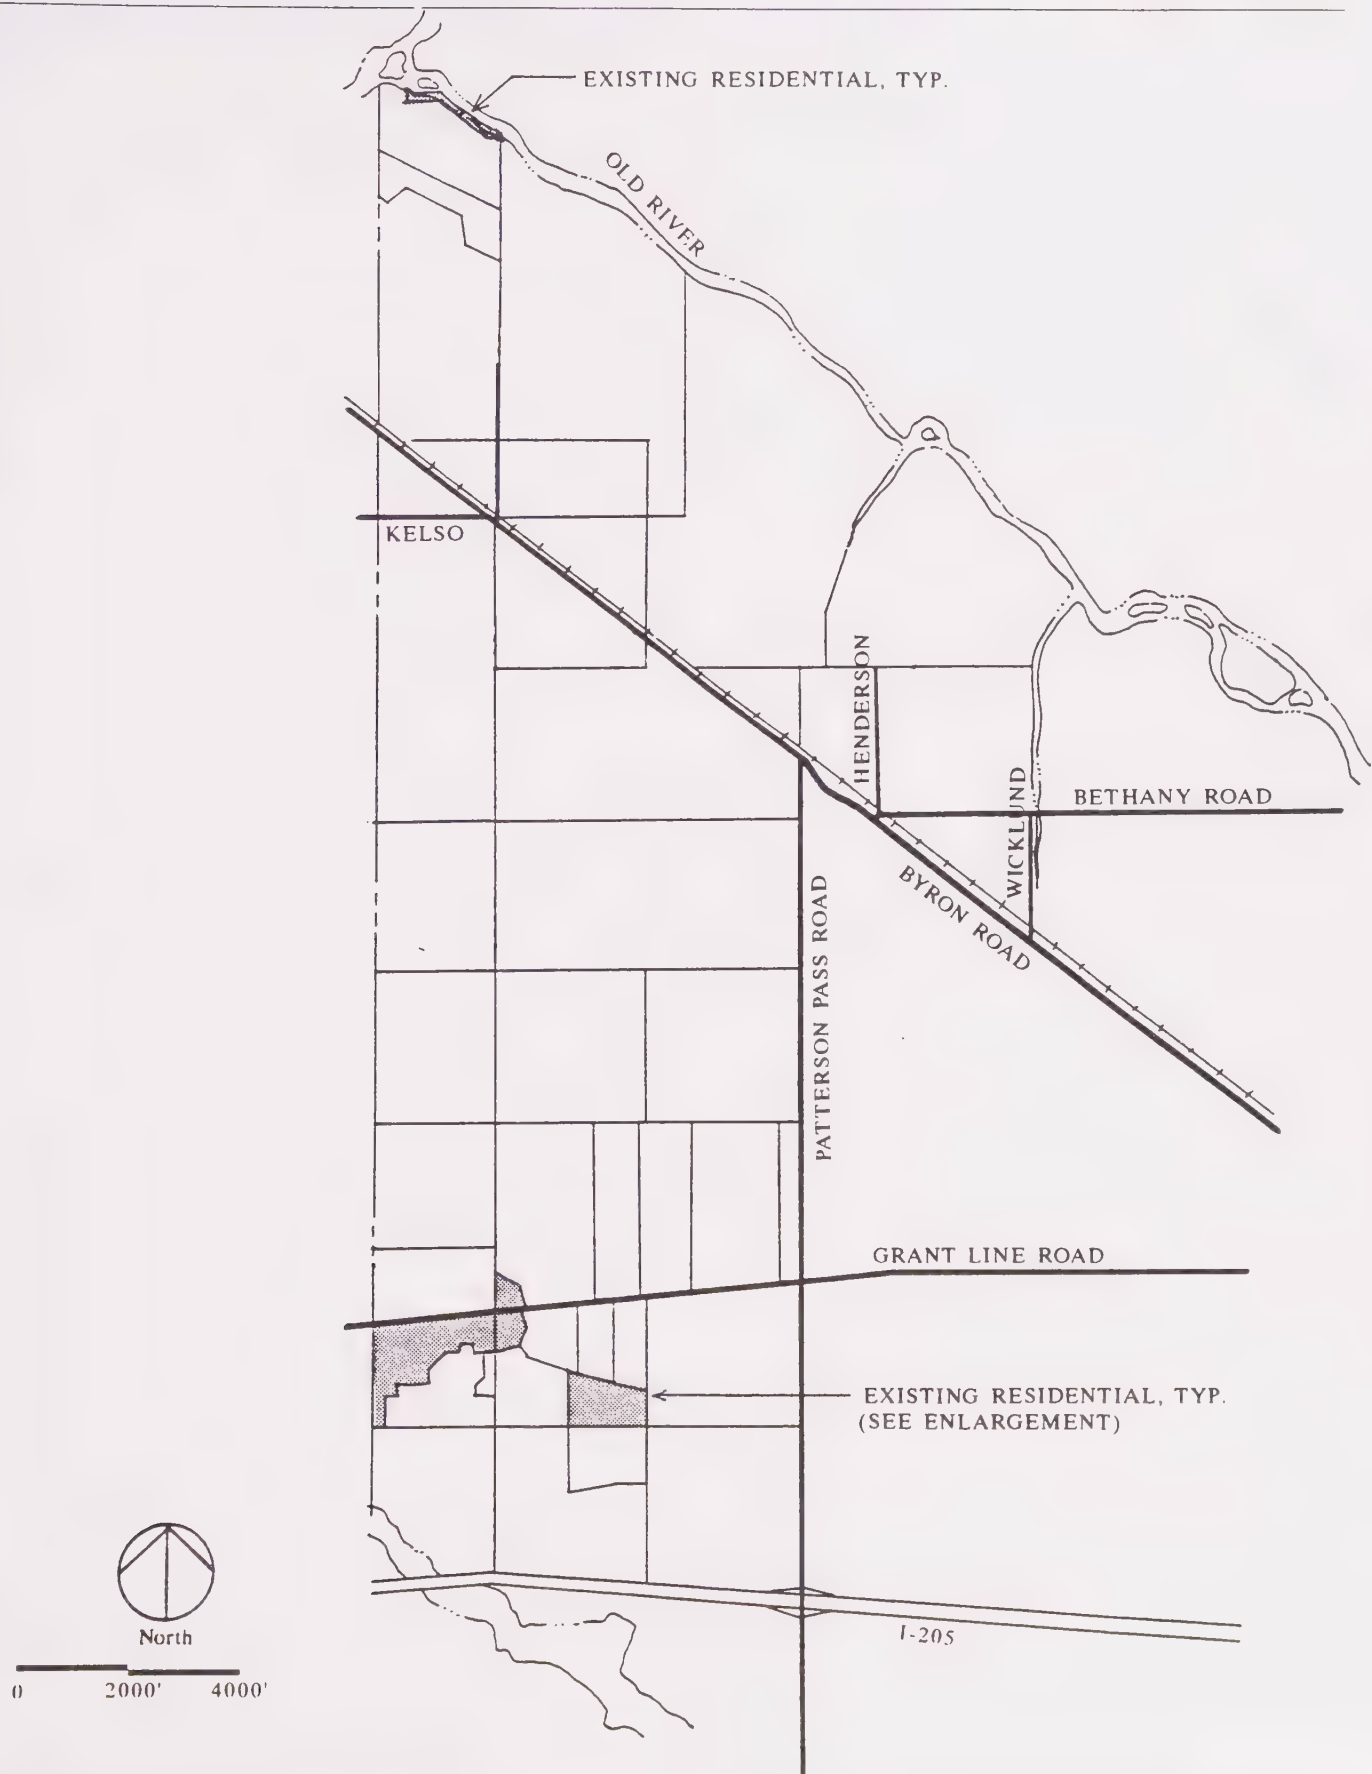 EXISTING RESIDENTIAL, TYP.
OLD RIVER
KELSO
HENDERSON
WICKLUND
BETHANY ROAD
BYRON ROAD
PATTERSON PASS ROAD
GRANT LINE ROAD
EXISTING RESIDENTIAL, TYP.
(SEE ENLARGEMENT)
I-205
North
0 2000' 4000'